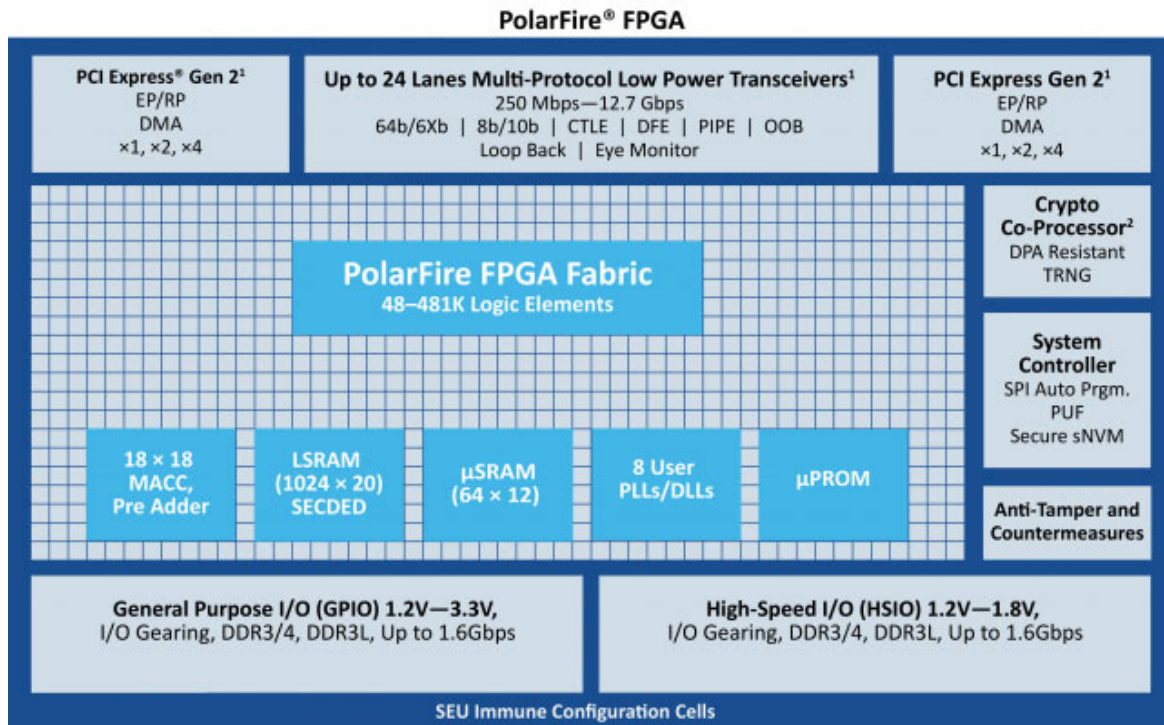 PolarFire® FPGA
PCI Express® Gen 2¹
EP/RP
DMA
×1, ×2, ×4
Up to 24 Lanes Multi-Protocol Low Power Transceivers¹
250 Mbps—12.7 Gbps
64b/6Xb | 8b/10b | CTLE | DFE | PIPE | OOB
Loop Back | Eye Monitor
PCI Express Gen 2¹
EP/RP
DMA
×1, ×2, ×4
PolarFire FPGA Fabric
48–481K Logic Elements
18 × 18
MACC,
Pre Adder
LSRAM
(1024 × 20)
SECDED
µSRAM
(64 × 12)
8 User
PLLs/DLLs
µPROM
Crypto
Co-Processor²
DPA Resistant
TRNG
System
Controller
SPI Auto Prgm.
PUF
Secure sNVM
Anti-Tamper and
Countermeasures
General Purpose I/O (GPIO) 1.2V—3.3V,
I/O Gearing, DDR3/4, DDR3L, Up to 1.6Gbps
High-Speed I/O (HSIO) 1.2V—1.8V,
I/O Gearing, DDR3/4, DDR3L, Up to 1.6Gbps
SEU Immune Configuration Cells